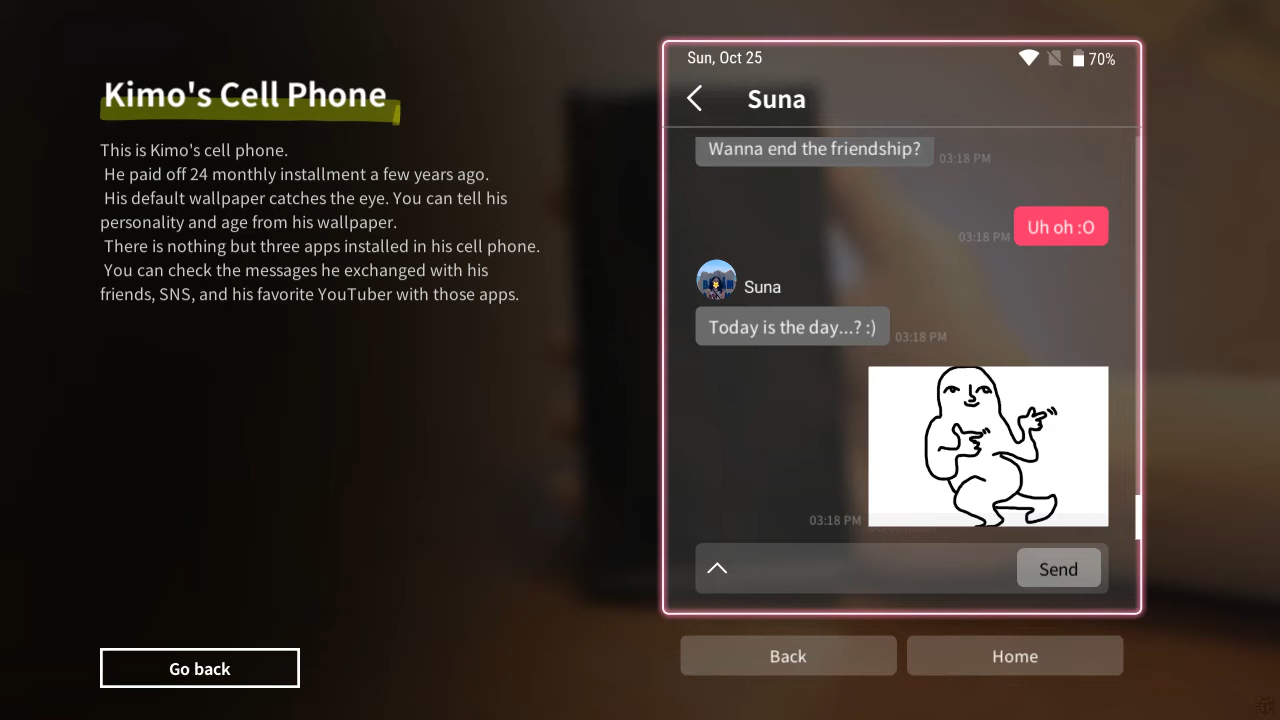 Kimo's Cell Phone
This is Kimo's cell phone.
He paid off 24 monthly installment a few years ago.
His default wallpaper catches the eye. You can tell his
personality and age from his wallpaper.
There is nothing but three apps installed in his cell phone.
You can check the messages he exchanged with his
friends, SNS, and his favorite YouTuber with those apps.
Go back
Sun, Oct 25
70%
Suna
Wanna end the friendship?
03:18 PM
03:18 PM
Uh oh :O
Suna
Today is the day...? :)
03:18 PM
03:18 PM
Send
Back
Home